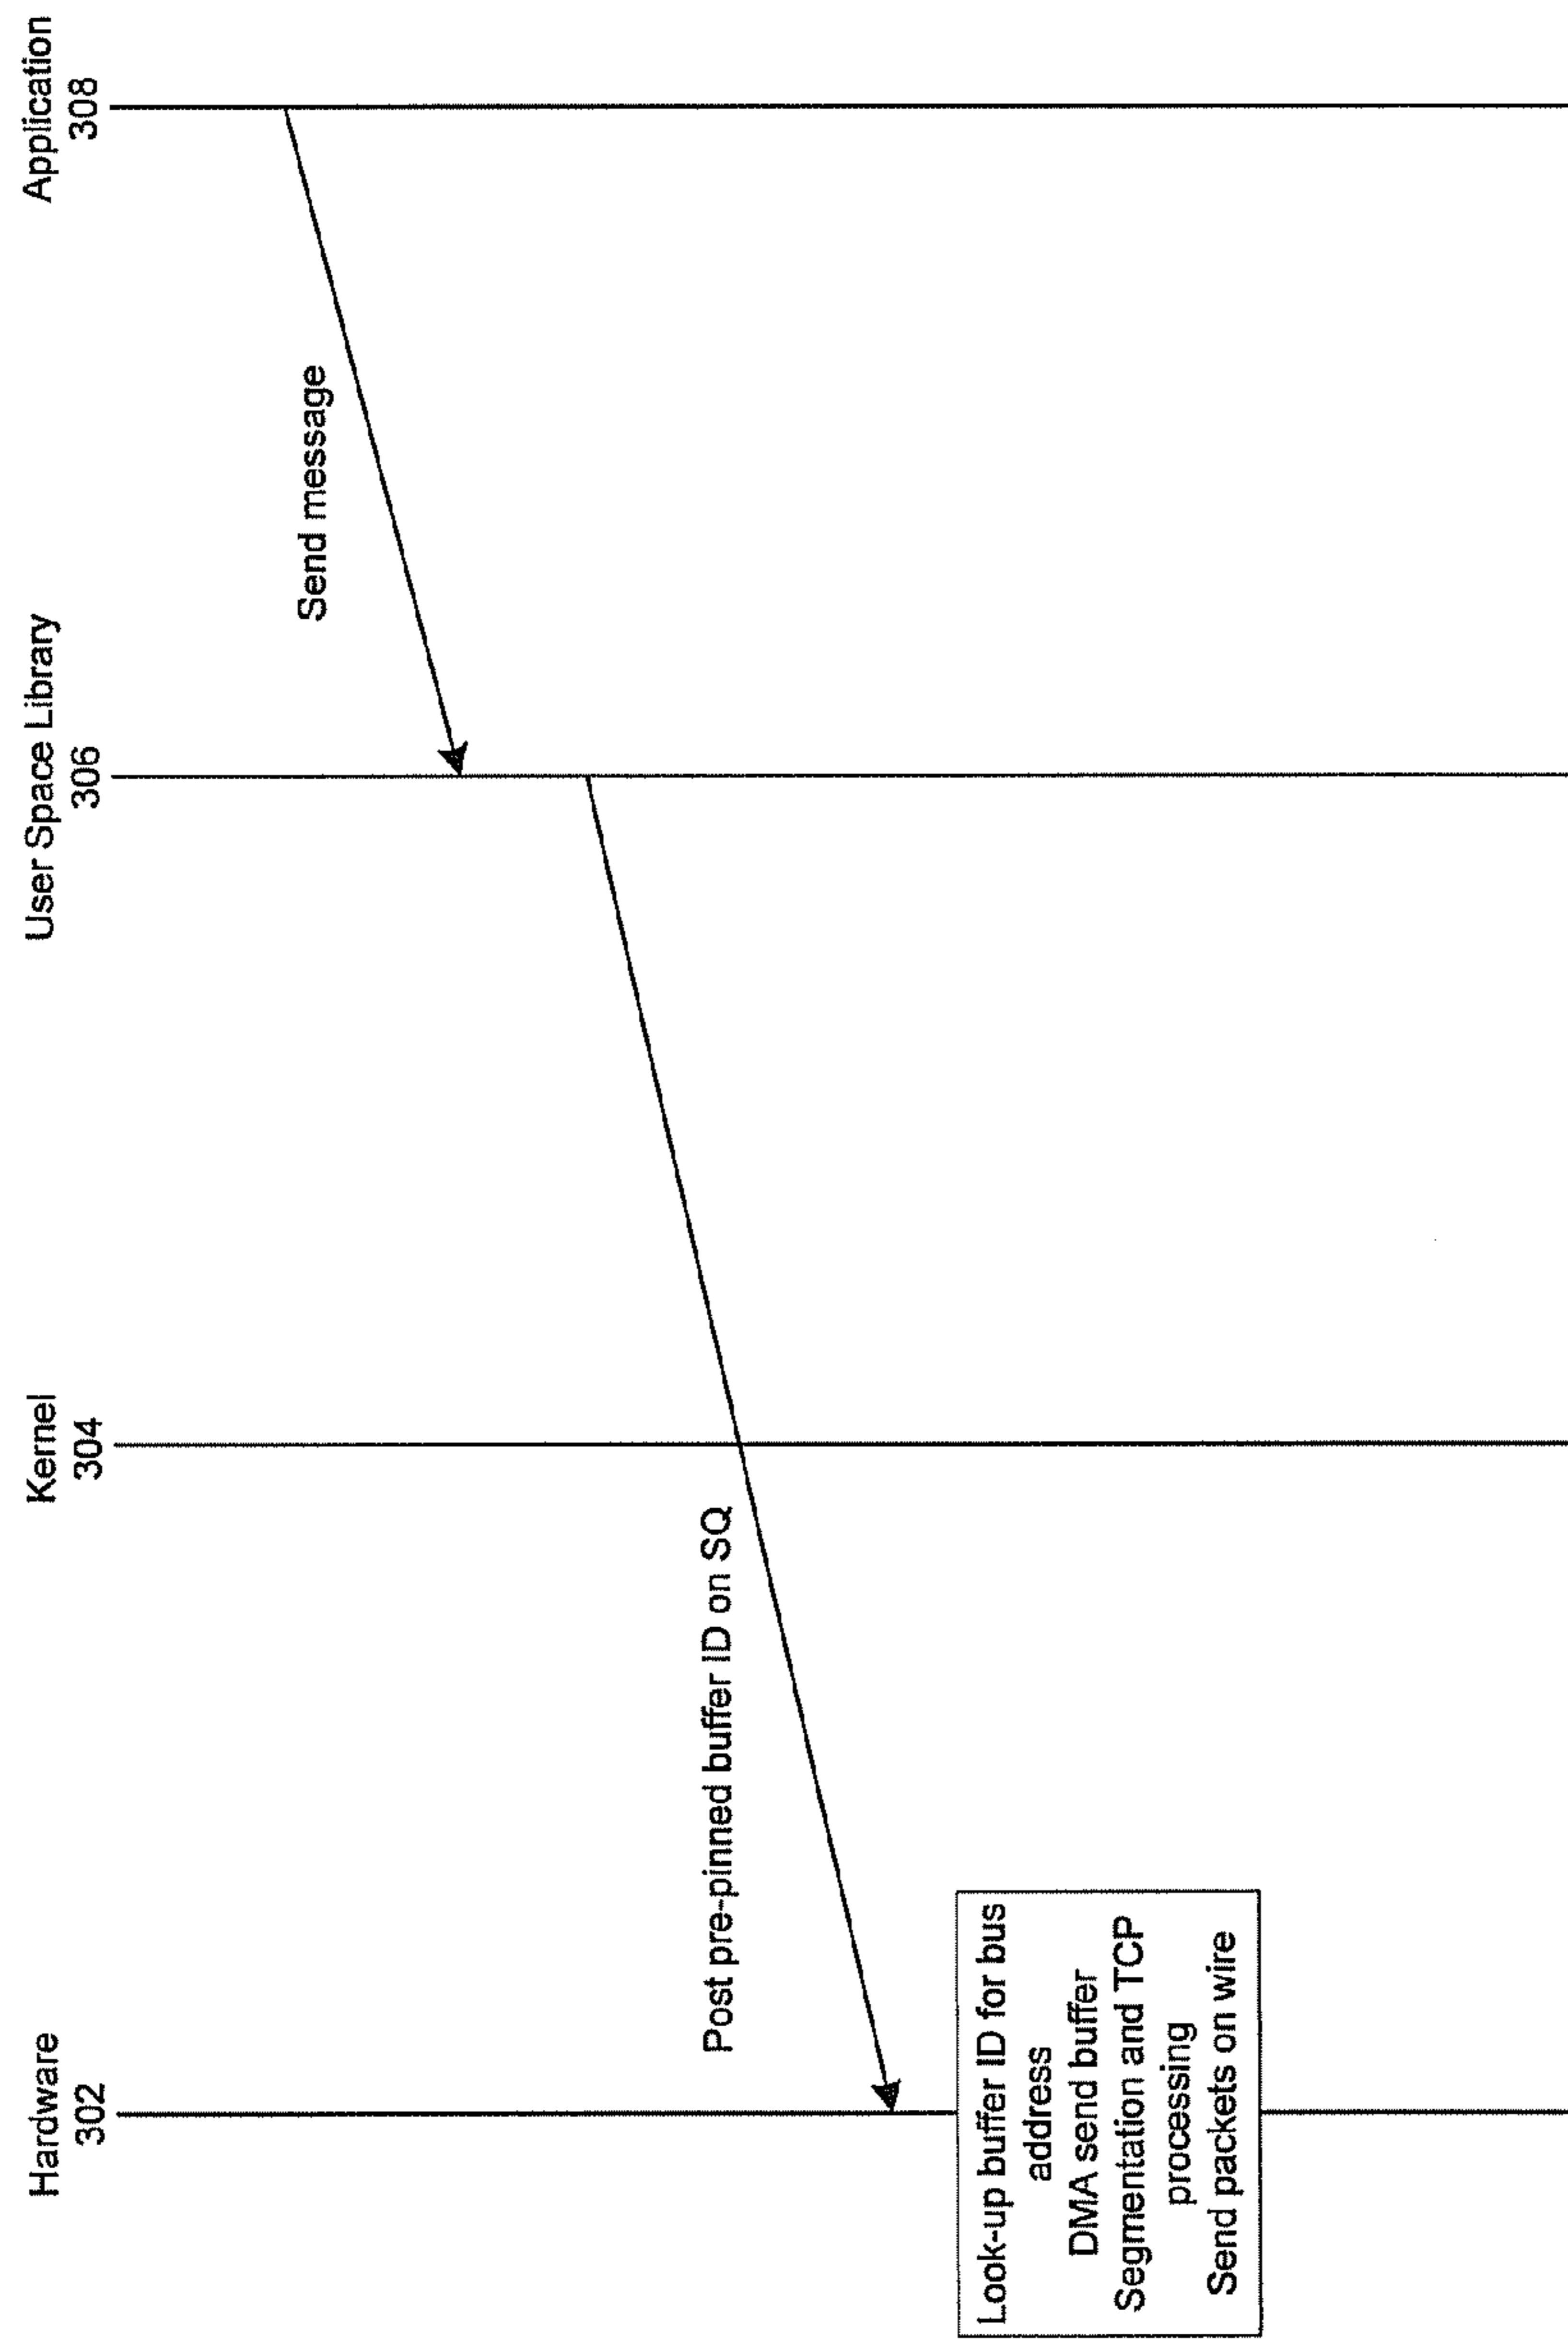 Hardware
302
Kernel
304
User Space Library
306
Application
308
Send message
Post pre-pinned buffer ID on SQ
Look-up buffer ID for bus
address
DMA send buffer
Segmentation and TCP
processing
Send packets on wire